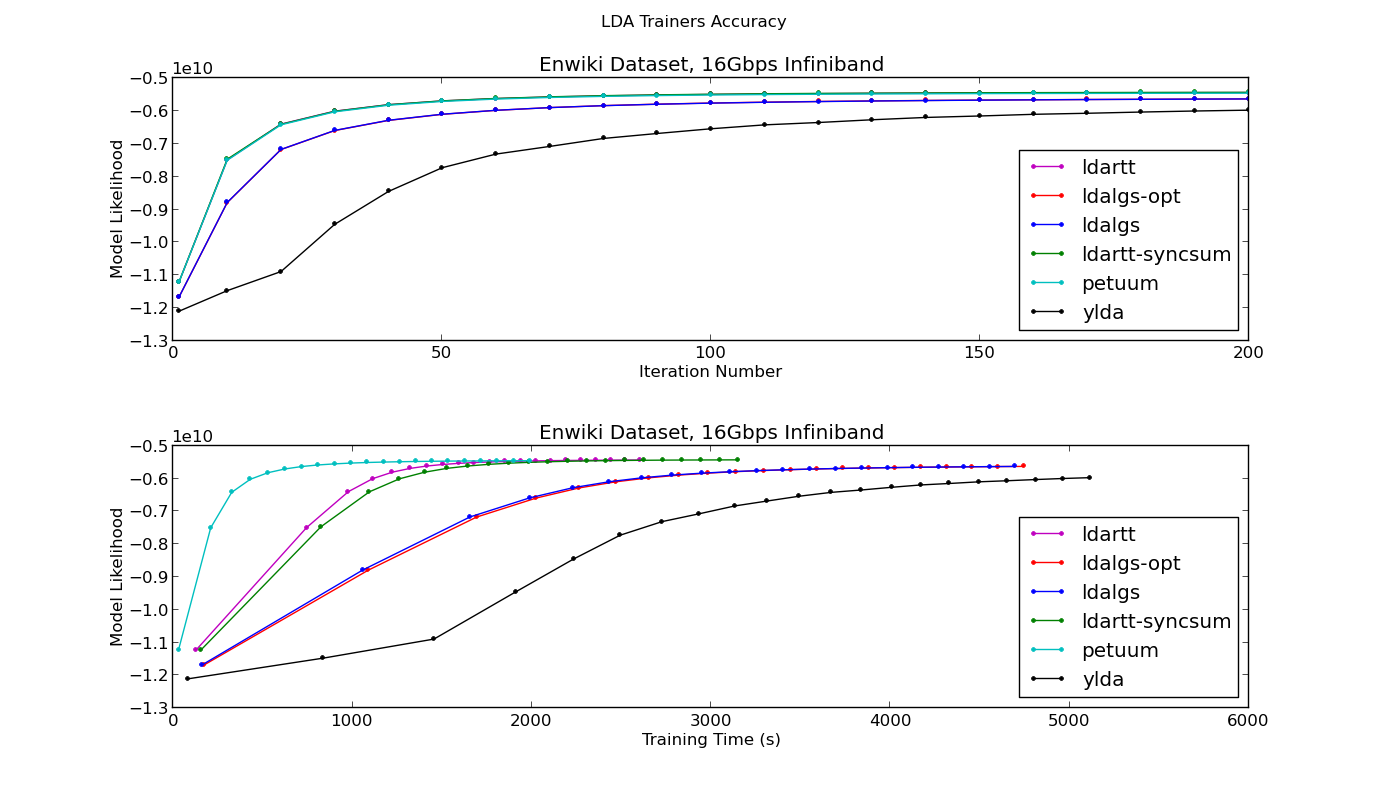 LDA Trainers Accuracy
Enwiki Dataset, 16Gbps Infiniband
1e10
−0.5
−0.6
−0.7
−0.8
−0.9
−1.0
−1.1
−1.2
−1.3
Model Likelihood
ldartt
ldalgs-opt
ldalgs
ldartt-syncsum
petuum
ylda
0 50 100 150 200
Iteration Number
Enwiki Dataset, 16Gbps Infiniband
1e10
−0.5
−0.6
−0.7
−0.8
−0.9
−1.0
−1.1
−1.2
−1.3
Model Likelihood
ldartt
ldalgs-opt
ldalgs
ldartt-syncsum
petuum
ylda
0 1000 2000 3000 4000 5000 6000
Training Time (s)